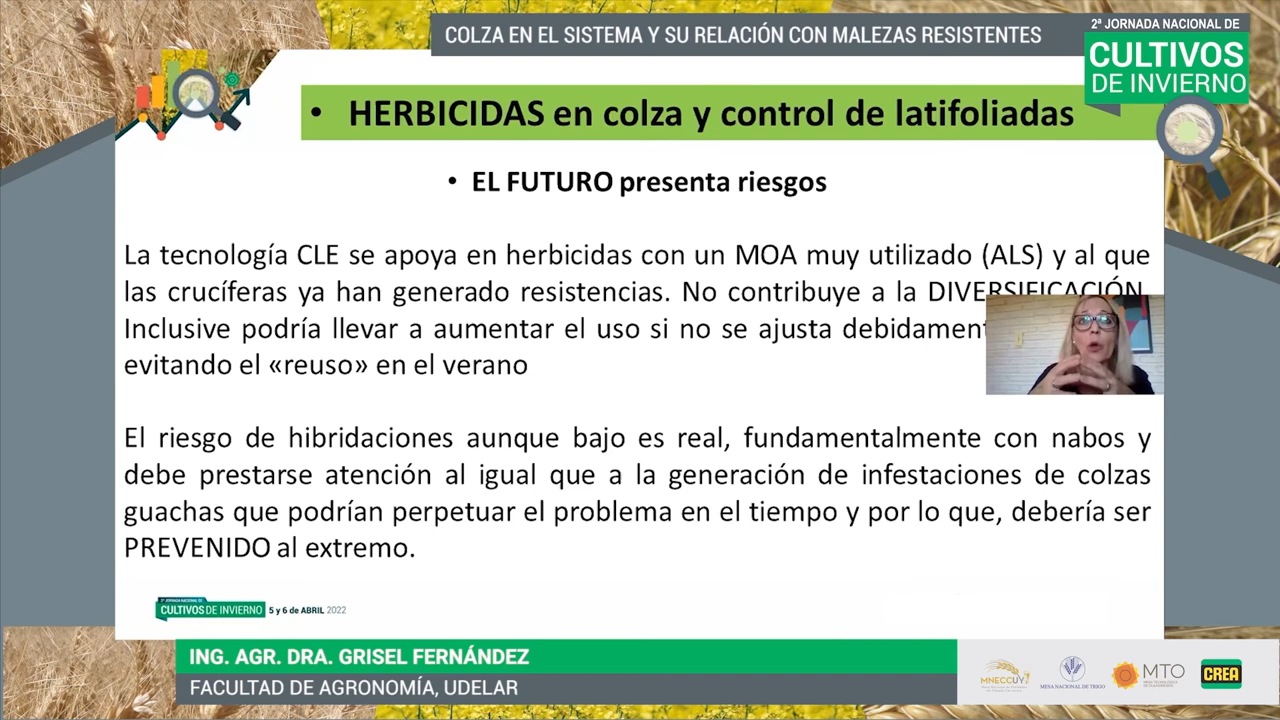 COLZA EN EL SISTEMA Y SU RELACIÓN CON MALEZAS RESISTENTES
2ª JORNADA NACIONAL DE
CULTIVOS
DE INVIERNO
• HERBICIDAS en colza y control de latifoliadas
• EL FUTURO presenta riesgos
La tecnología CLE se apoya en herbicidas con un MOA muy utilizado (ALS) y al que
las crucíferas ya han generado resistencias. No contribuye a la DIVERSIFICACIÓN.
Inclusive podría llevar a aumentar el uso si no se ajusta debidament
evitando el «reuso» en el verano
El riesgo de hibridaciones aunque bajo es real, fundamentalmente con nabos y
debe prestarse atención al igual que a la generación de infestaciones de colzas
guachas que podrían perpetuar el problema en el tiempo y por lo que, debería ser
PREVENIDO al extremo.
2ª JORNADA NACIONAL DE
CULTIVOS DE INVIERNO 5 y 6 de ABRIL 2022
ING. AGR. DRA. GRISEL FERNÁNDEZ
FACULTAD DE AGRONOMÍA, UDELAR
MNECCUY
MESA NACIONAL DE TRIGO
MTO
CREA